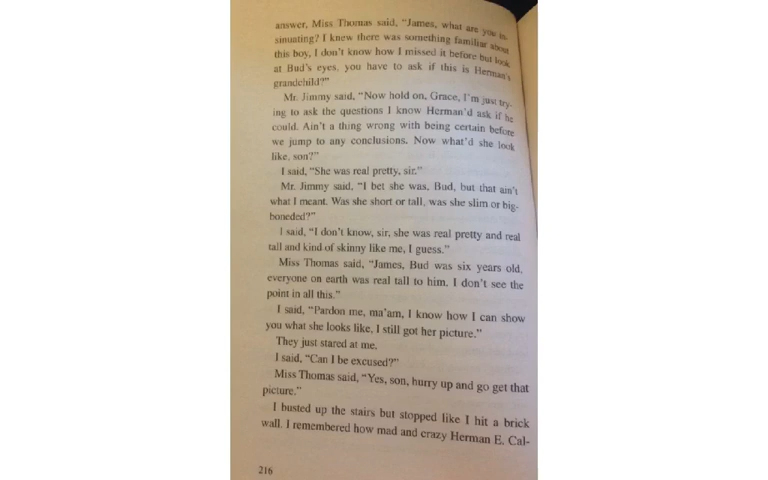 answer, Miss Thomas said, “James, what are you in-
sinuating? I knew there was something familiar about
this boy, I don't know how I missed it before but look
at Bud's eyes, you have to ask if this is Herman's
grandchild?”
Mr. Jimmy said, “Now hold on, Grace, I'm just try-
ing to ask the questions I know Herman'd ask if he
could. Ain't a thing wrong with being certain before
we jump to any conclusions. Now what'd she look
like, son?”
I said, “She was real pretty, sir.”
Mr. Jimmy said, “I bet she was, Bud, but that ain't
what I meant. Was she short or tall, was she slim or big-
boneded?”
I said, “I don't know, sir, she was real pretty and real
tall and kind of skinny like me, I guess.”
Miss Thomas said, “James, Bud was six years old,
everyone on earth was real tall to him. I don't see the
point in all this.”
I said, “Pardon me, ma'am, I know how I can show
you what she looks like, I still got her picture.”
They just stared at me.
I said, “Can I be excused?”
Miss Thomas said, “Yes, son, hurry up and go get that
picture.”
I busted up the stairs but stopped like I hit a brick
wall. I remembered how mad and crazy Herman E. Cal-
216